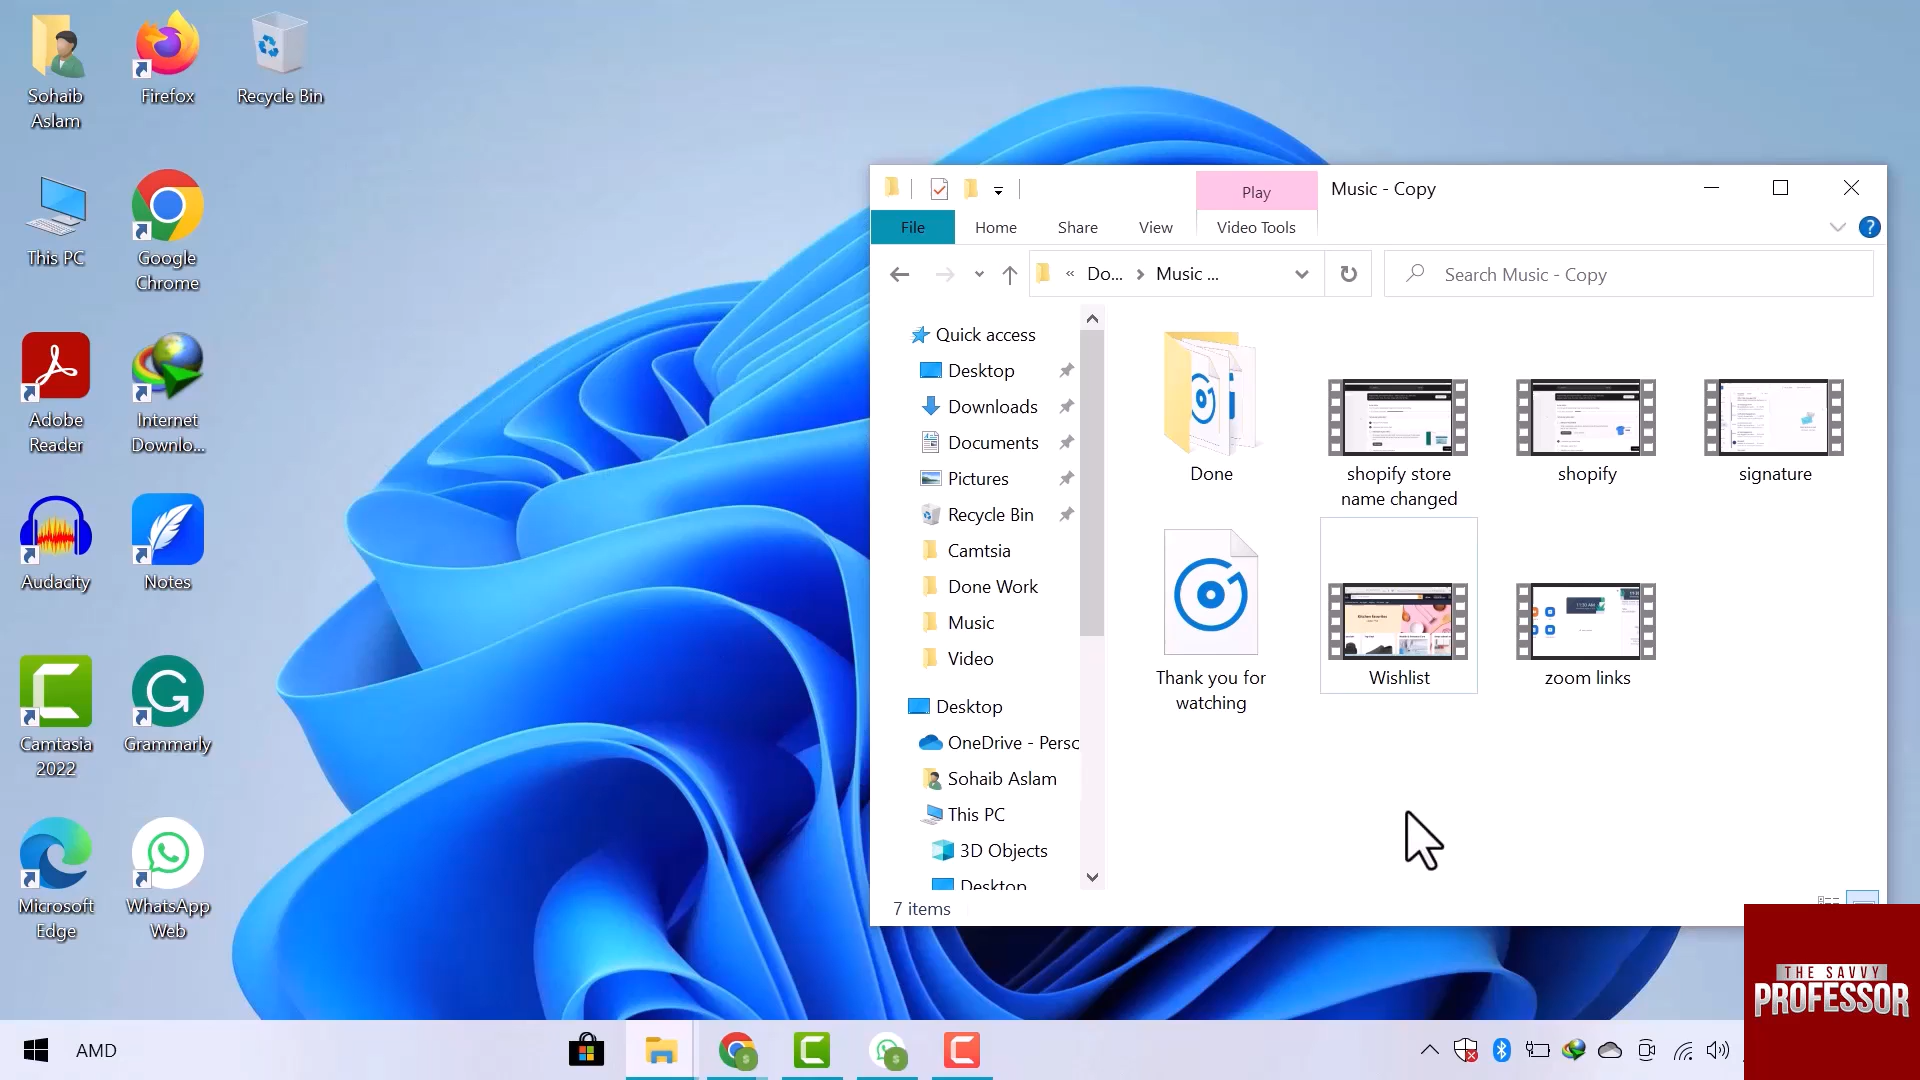 Sohaib
Aslam
Firefox
Recycle Bin
This PC
Google
Chrome
Adobe
Reader
Internet
Downlo...
Audacity
Notes
Camtasia
2022
Grammarly
Microsoft
Edge
WhatsApp
Web
Play
Music - Copy
File
Home
Share
View
Video Tools
?
« Do... > Music ...
Search Music - Copy
Quick access
Desktop
Downloads
Documents
Pictures
Recycle Bin
Camtsia
Done Work
Music
Video
Desktop
OneDrive - Perso
Sohaib Aslam
This PC
3D Objects
Desktop
Done
shopify store
name changed
shopify
signature
Thank you for
watching
Wishlist
zoom links
7 items
THE SAVVY
PROFESSOR
AMD